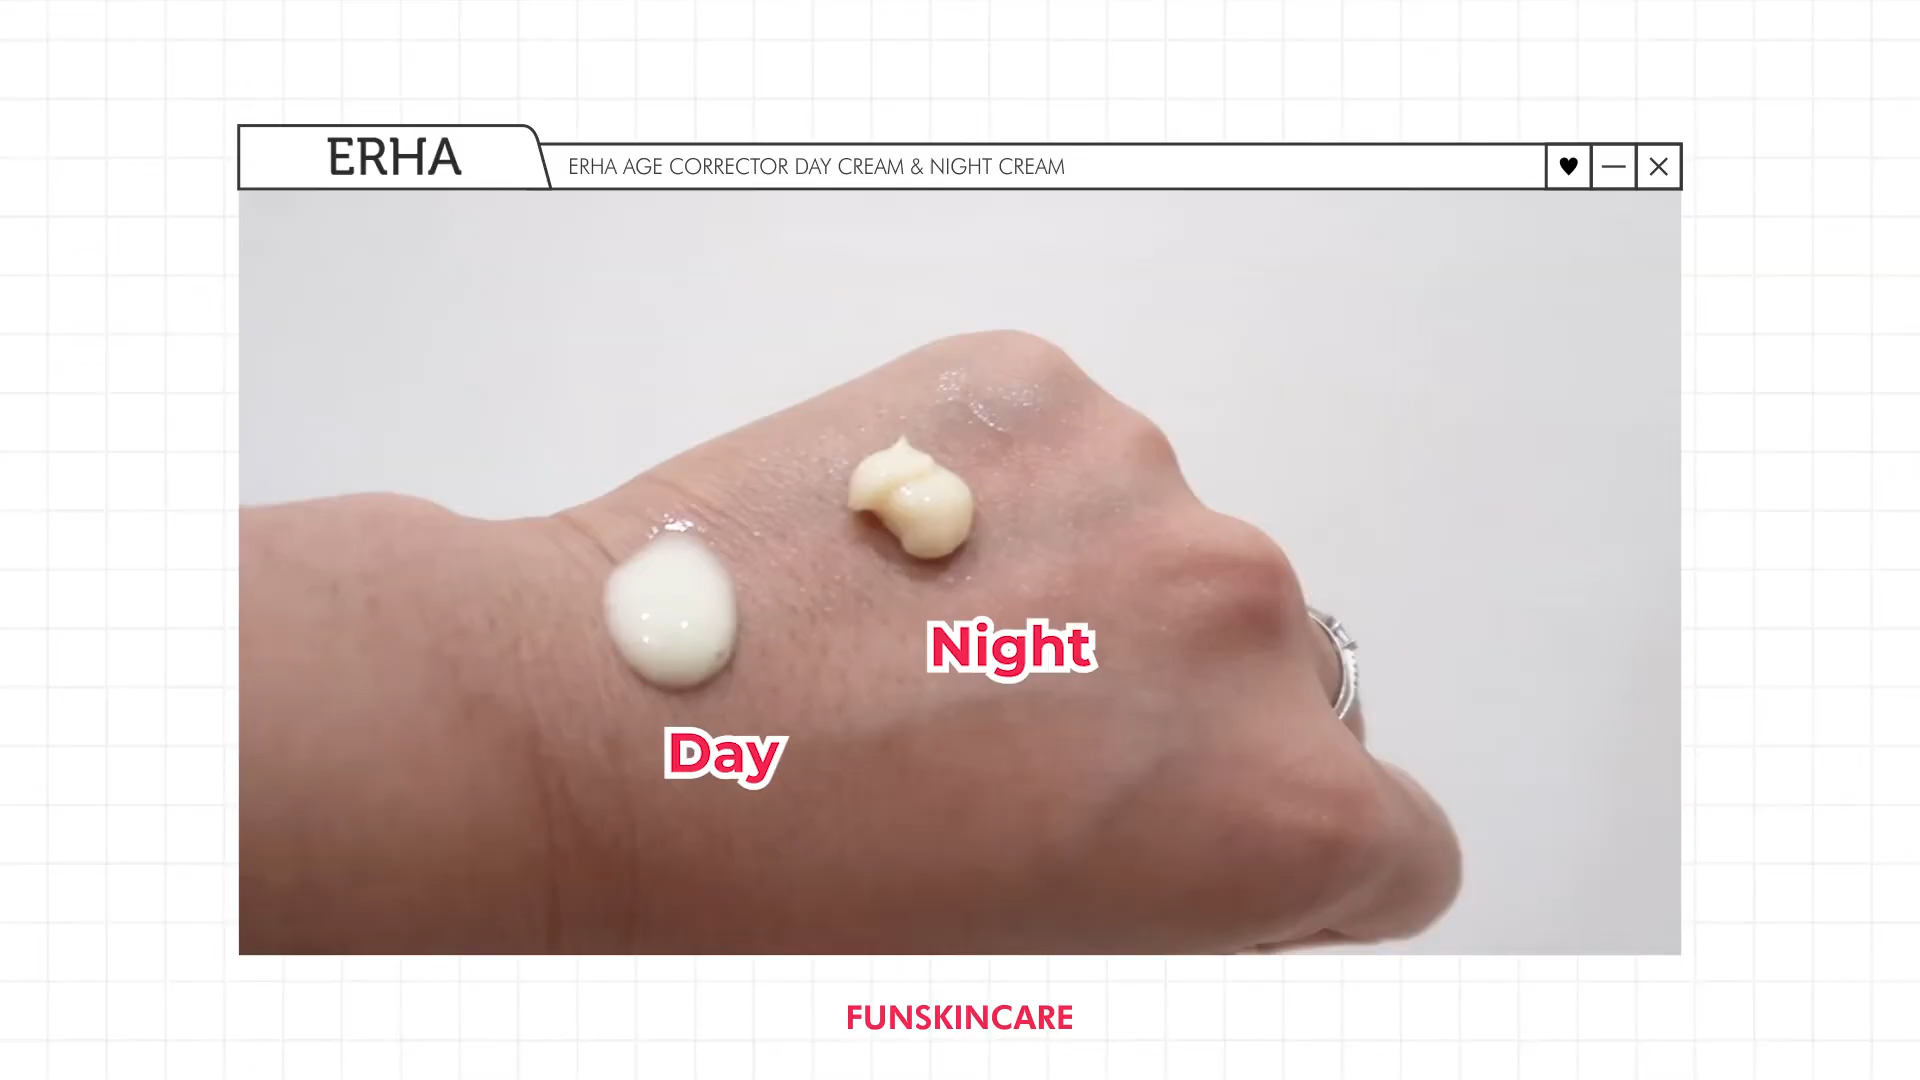 ERHA
ERHA AGE CORRECTOR DAY CREAM & NIGHT CREAM
Night
Day
FUNSKINCARE